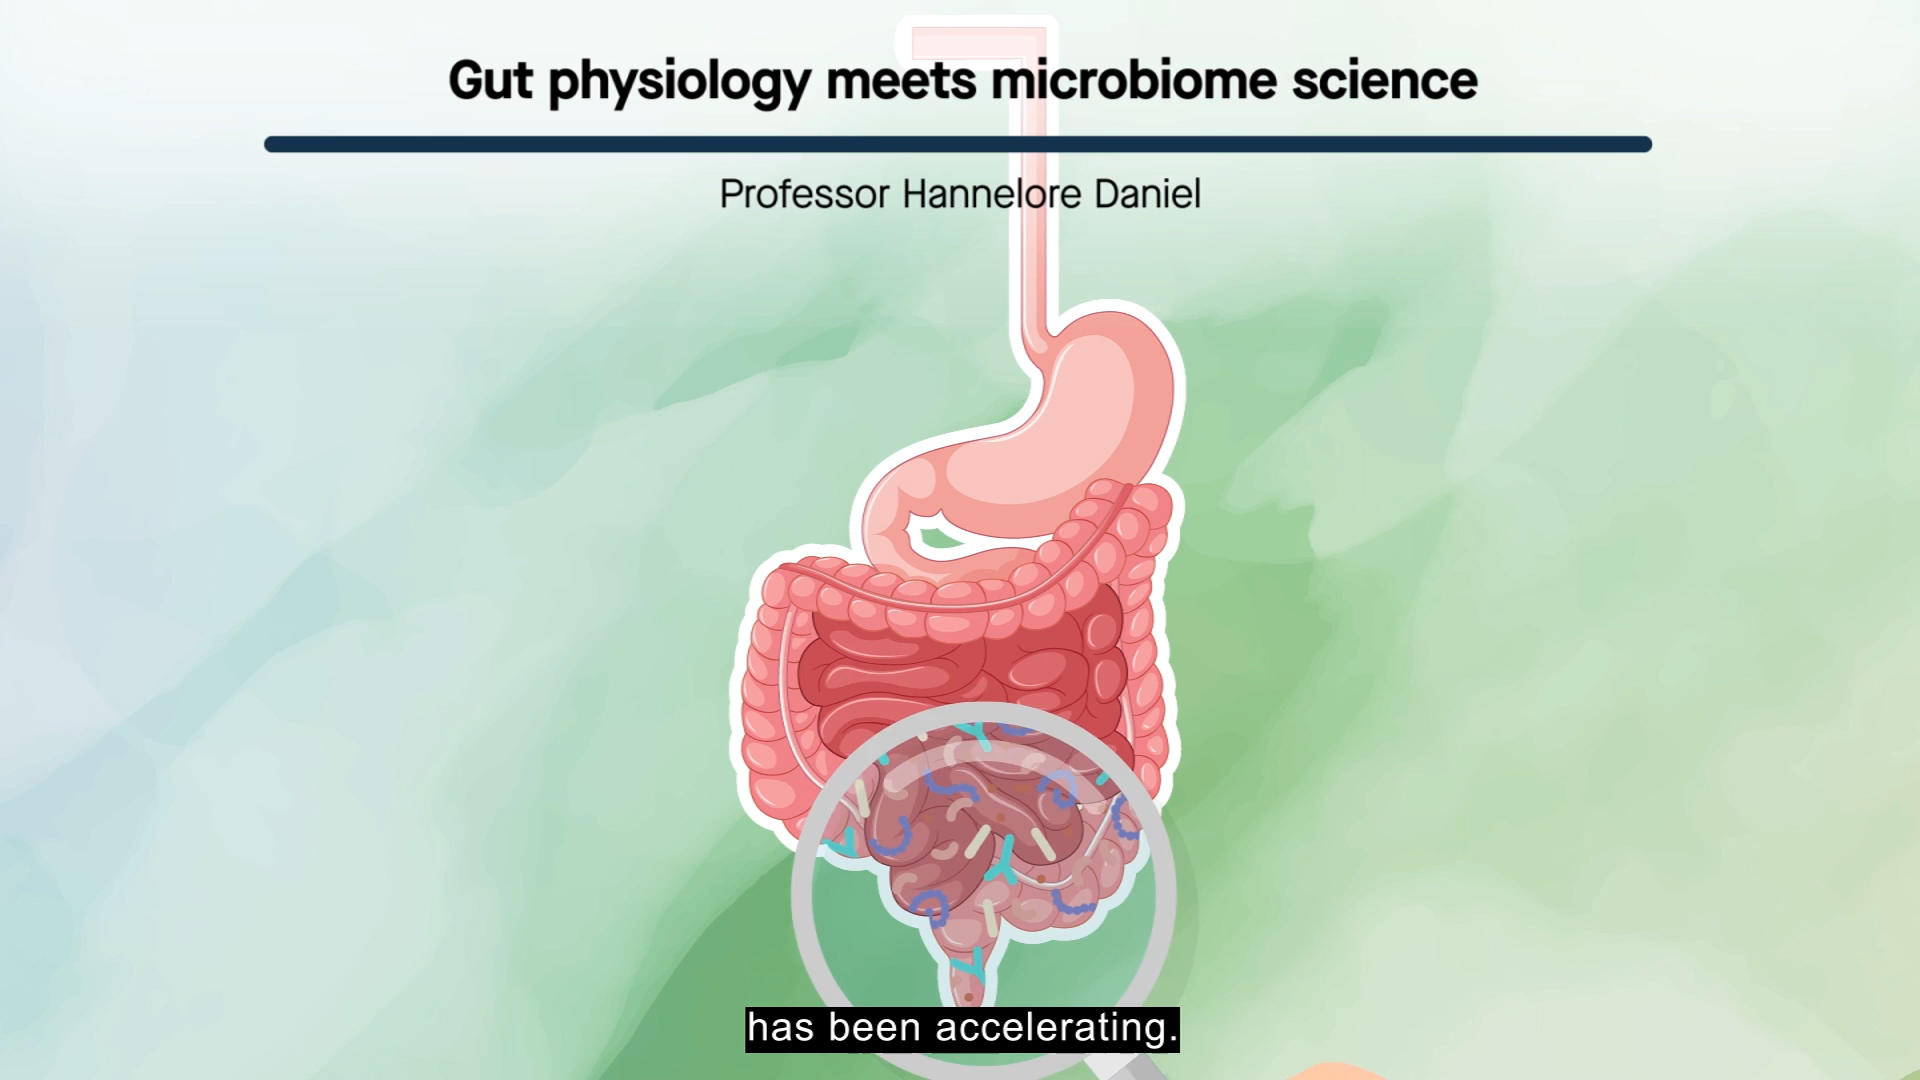 Gut physiology meets microbiome science
Professor Hannelore Daniel
has been accelerating.